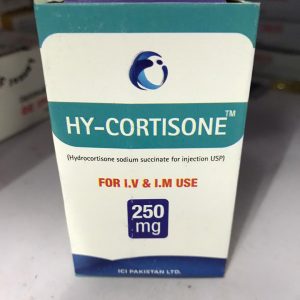 HY-CORTISONE™
(Hydrocortisone sodium succinate for injection USP)
FOR I.V & I.M USE
250
mg
ICI PAKISTAN LTD.